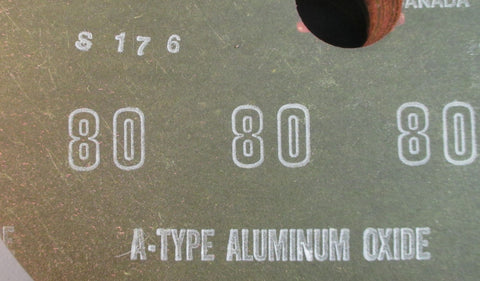 ANADA
S 176
80 80 80
A-TYPE ALUMINUM OXIDE